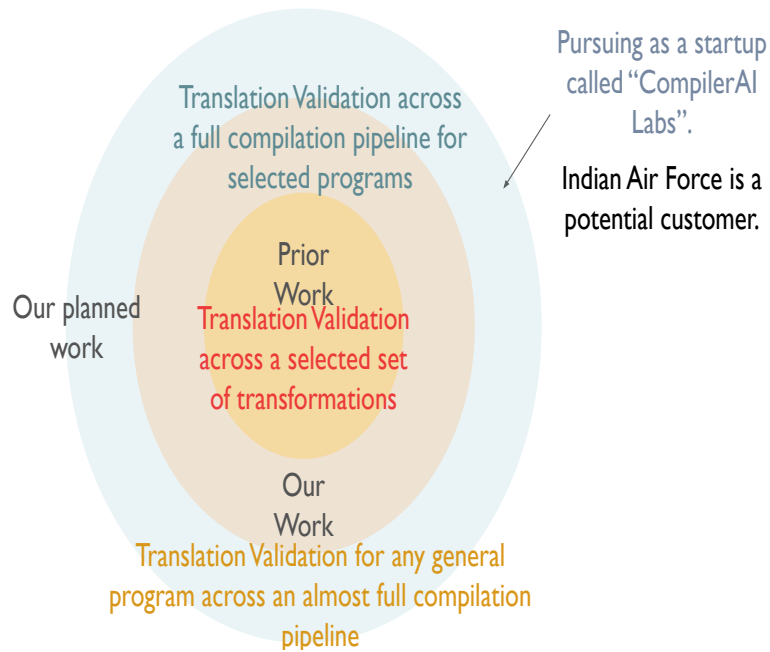 Pursuing as a startup
called “CompilerAI
Labs”.
Indian Air Force is a
potential customer.
Translation Validation across
a full compilation pipeline for
selected programs
Prior
Work
Our planned
work
Translation Validation
across a selected set
of transformations
Our
Work
Translation Validation for any general
program across an almost full compilation
pipeline